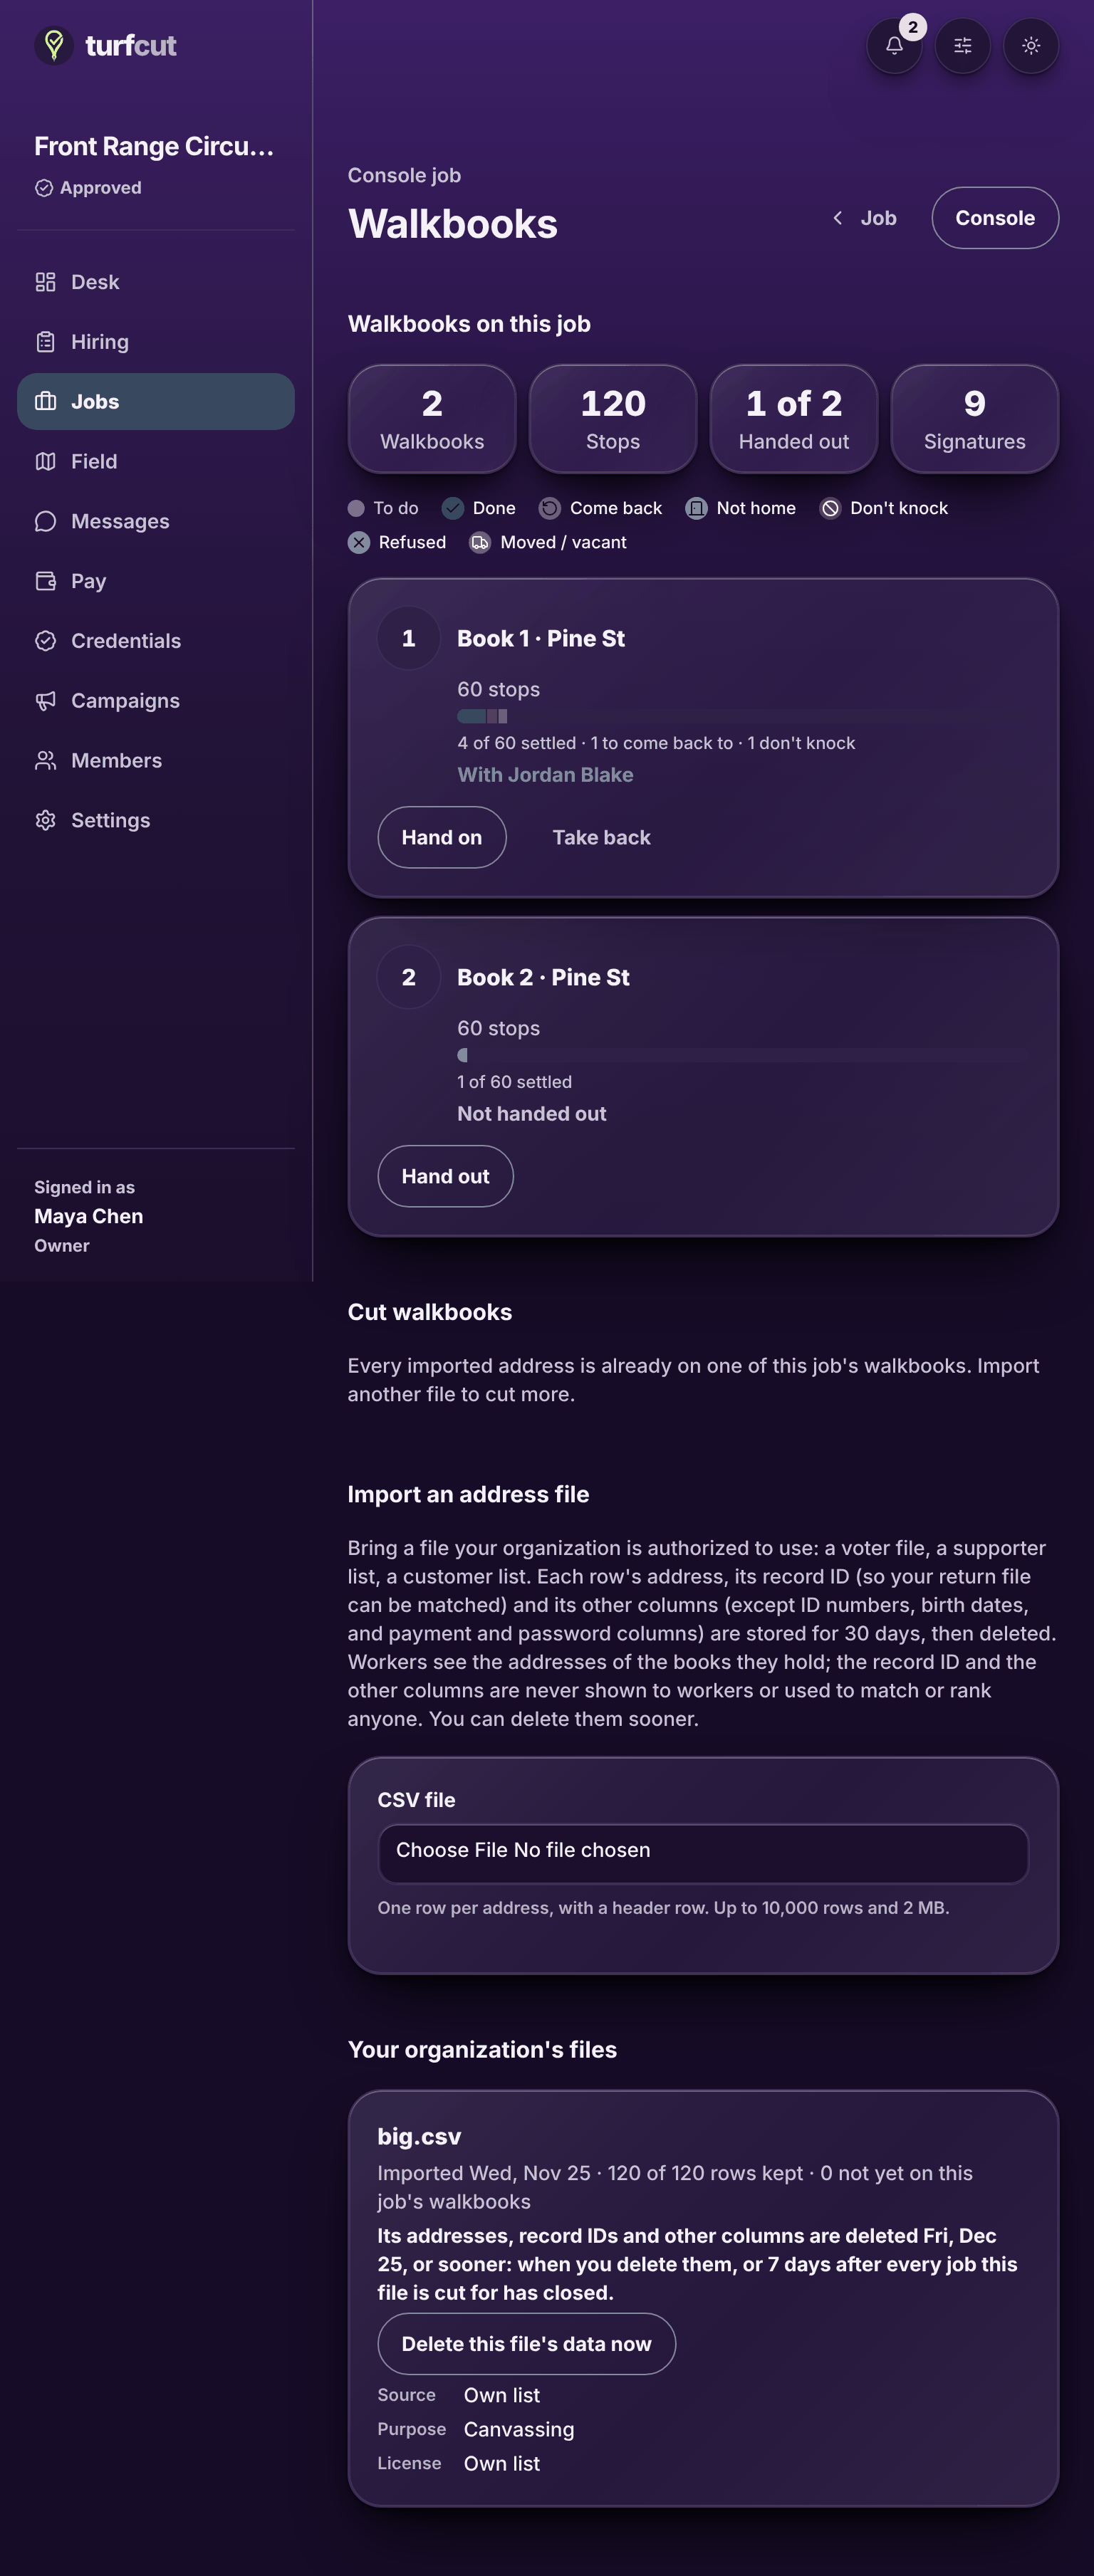 turfcut
2
Front Range Circu...
Approved
Desk
Hiring
Jobs
Field
Messages
Pay
Credentials
Campaigns
Members
Settings
Signed in as
Maya Chen
Owner
Console job
Walkbooks
Job
Console
Walkbooks on this job
2
Walkbooks
120
Stops
1 of 2
Handed out
9
Signatures
To do
Done
Come back
Not home
Don't knock
Refused
Moved / vacant
1
Book 1 · Pine St
60 stops
4 of 60 settled · 1 to come back to · 1 don't knock
With Jordan Blake
Hand on
Take back
2
Book 2 · Pine St
60 stops
1 of 60 settled
Not handed out
Hand out
Cut walkbooks
Every imported address is already on one of this job's walkbooks. Import
another file to cut more.
Import an address file
Bring a file your organization is authorized to use: a voter file, a supporter
list, a customer list. Each row's address, its record ID (so your return file
can be matched) and its other columns (except ID numbers, birth dates,
and payment and password columns) are stored for 30 days, then deleted.
Workers see the addresses of the books they hold; the record ID and the
other columns are never shown to workers or used to match or rank
anyone. You can delete them sooner.
CSV file
Choose File No file chosen
One row per address, with a header row. Up to 10,000 rows and 2 MB.
Your organization's files
big.csv
Imported Wed, Nov 25 · 120 of 120 rows kept · 0 not yet on this
job's walkbooks
Its addresses, record IDs and other columns are deleted Fri, Dec
25, or sooner: when you delete them, or 7 days after every job this
file is cut for has closed.
Delete this file's data now
Source Own list
Purpose Canvassing
License Own list